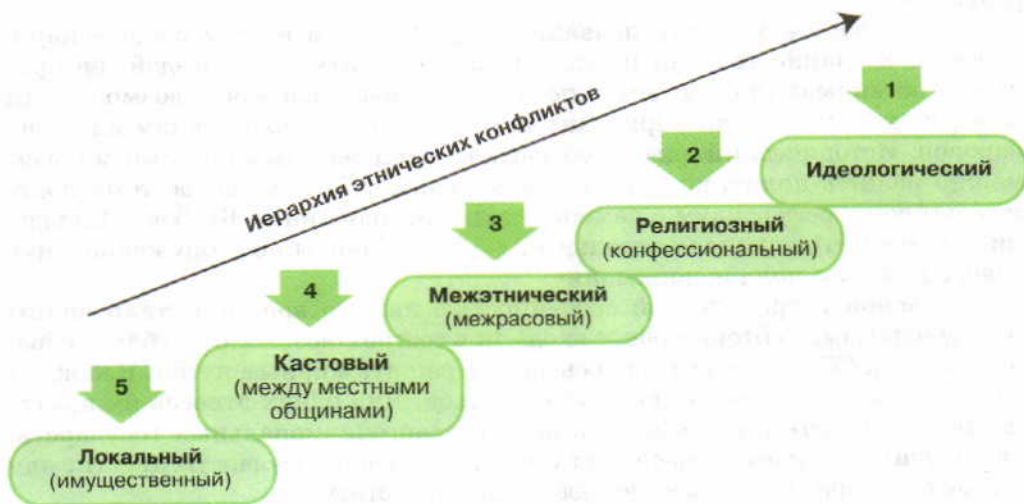 Иерархия этнических конфликтов
1
Идеологический
2
Религиозный
(конфессиональный)
3
Межэтнический
(межрасовый)
4
Кастовый
(между местными
общинами)
5
Локальный
(имущественный)